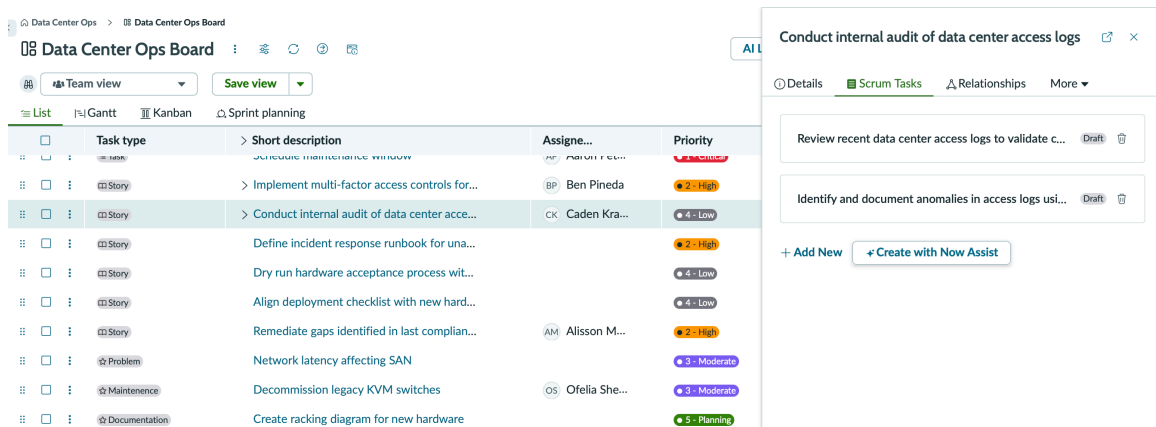 Data Center Ops > Data Center Ops Board
Data Center Ops Board
Team view Save view
List Gantt Kanban Sprint planning
Task type Short description Assigne... Priority
Task Schedule maintenance window AP Aaron Pet... 1 - Critical
Story Implement multi-factor access controls for... BP Ben Pineda 2 - High
Story Conduct internal audit of data center acce... CK Caden Kra... 4 - Low
Story Define incident response runbook for una... 2 - High
Story Dry run hardware acceptance process wit... 4 - Low
Story Align deployment checklist with new hard... 4 - Low
Story Remediate gaps identified in last complian... AM Alisson M... 2 - High
Problem Network latency affecting SAN 3 - Moderate
Maintenence Decommission legacy KVM switches OS Ofelia She... 3 - Moderate
Documentation Create racking diagram for new hardware 5 - Planning
Conduct internal audit of data center access logs
Details Scrum Tasks Relationships More
Review recent data center access logs to validate c... Draft
Identify and document anomalies in access logs usi... Draft
+ Add New Create with Now Assist